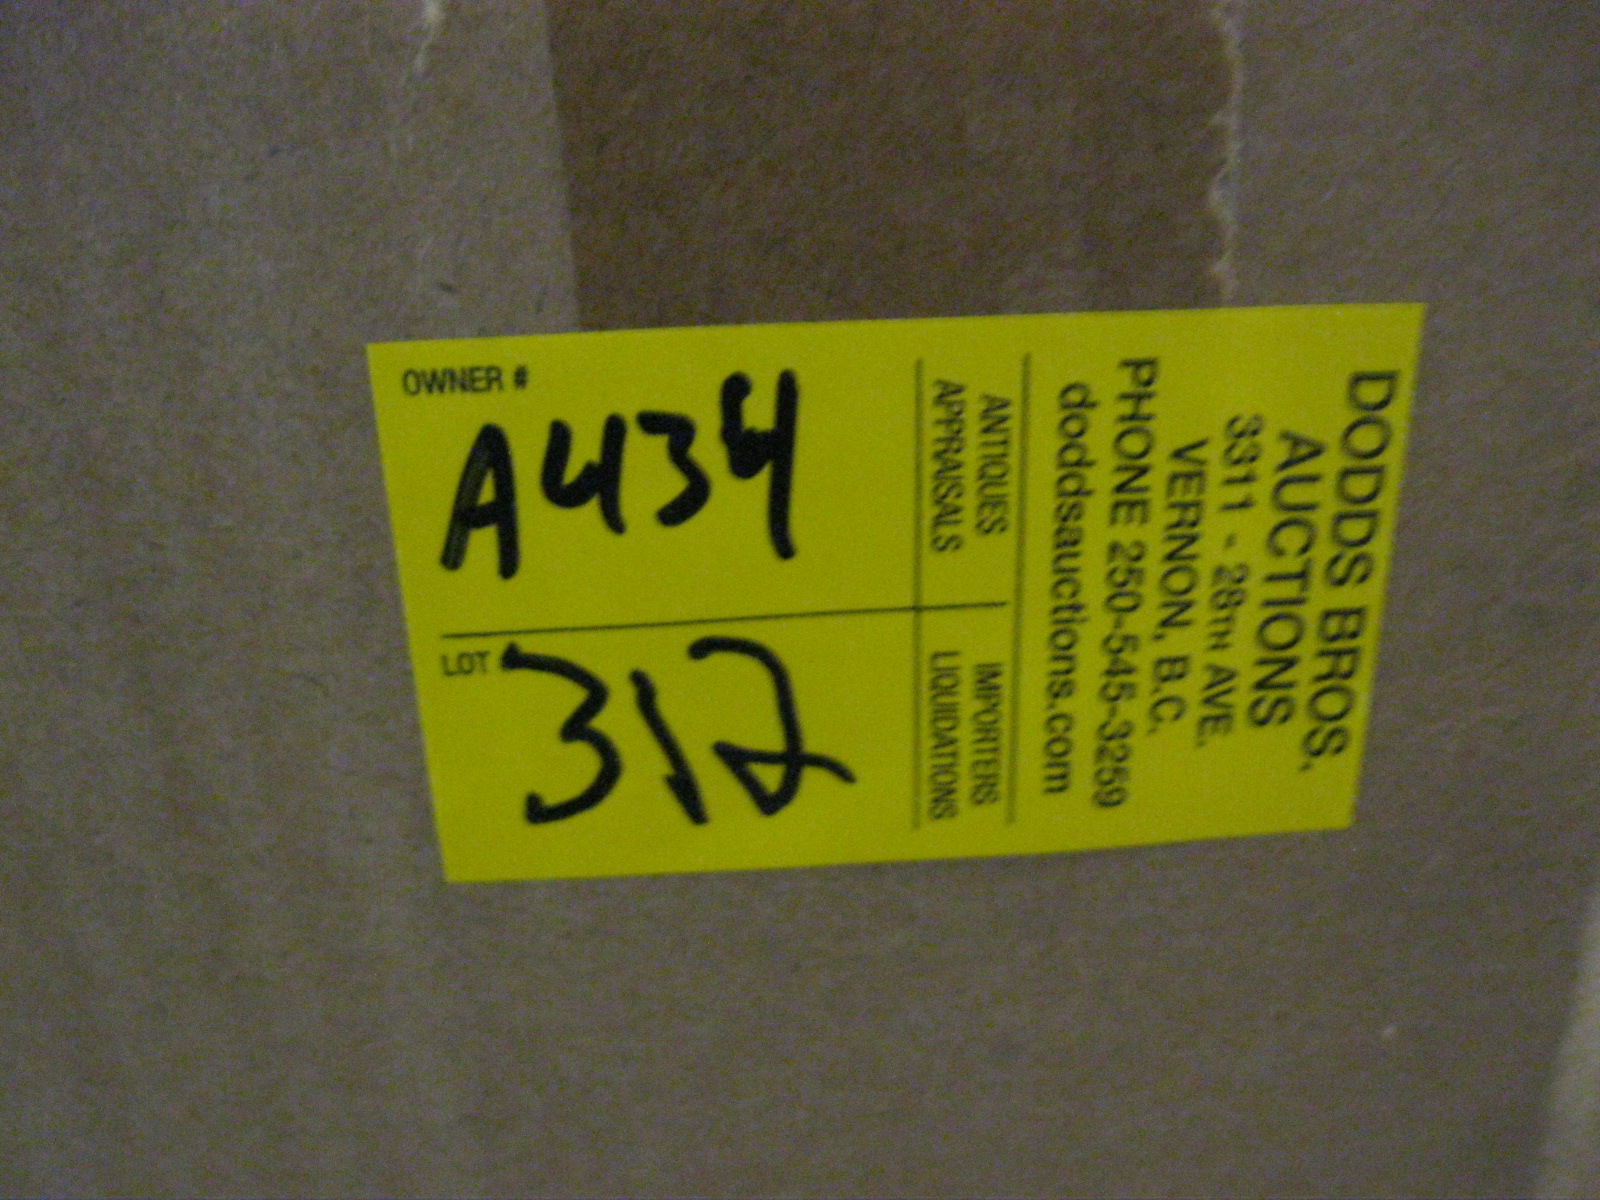 OWNER #
A434
LOT
312
DODDS BROS.
AUCTIONS
3311 - 28TH AVE.
VERNON, B.C.
PHONE 250-545-3259
doddsauctions.com
ANTIQUES IMPORTERS
APPRAISALS LIQUIDATIONS